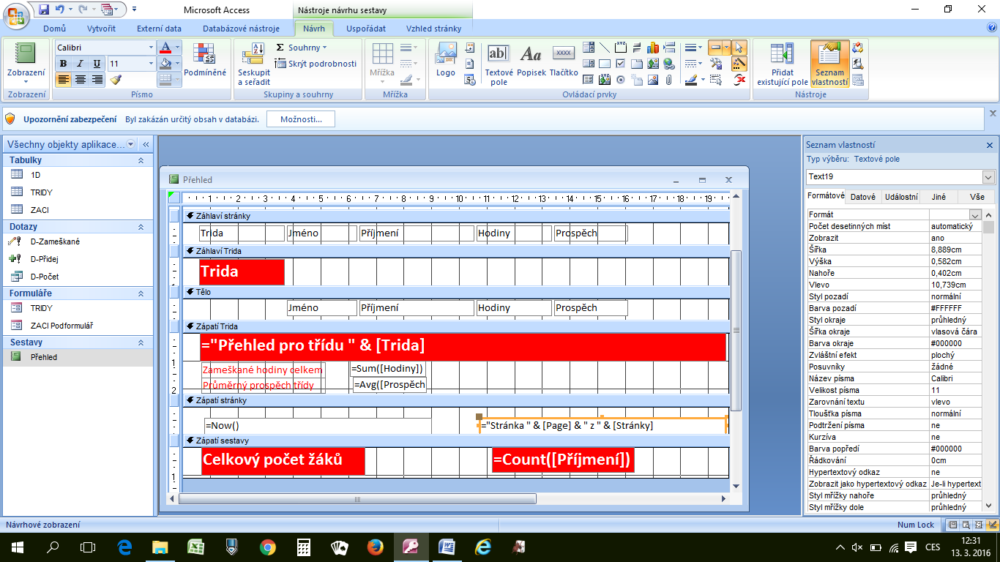 Microsoft Access
Nástroje návrhu sestavy
Domů Vytvořit Externí data Databázové nástroje Návrh Uspořádat Vzhled stránky
Zobrazení
Zobrazení
Calibri
B I U 11
Podmíněné
Písmo
Seskupit a seřadit
Σ Souhrny
Skrýt podrobnosti
Skupiny a souhrny
Mřížka
Mřížka
Logo
ab| Textové pole
Aa Popisek
xxxx Tlačítko
Ovládací prvky
Přidat existující pole
Seznam vlastností
Nástroje
Upozornění zabezpečení Byl zakázán určitý obsah v databázi. Možnosti...
Všechny objekty aplikace...
Tabulky
1D
TRIDY
ZACI
Dotazy
D-Zameškané
D-Přidej
D-Počet
Formuláře
TRIDY
ZACI Podformulář
Sestavy
Přehled
Přehled
1 2 3 4 5 6 7 8 9 10 11 12 13 14 15 16 17 18 19
Záhlaví stránky
Trida Jméno Příjmení Hodiny Prospěch
Záhlaví Trida
Trida
Tělo
Jméno Příjmení Hodiny Prospěch
Zápatí Trida
="Přehled pro třídu " & [Trida]
1
Zameškané hodiny celkem =Sum([Hodiny])
Průměrný prospěch třídy =Avg([Prospěch
2
Zápatí stránky
=Now() ="Stránka " & [Page] & " z " & [Stránky]
Zápatí sestavy
Celkový počet žáků =Count([Příjmení])
1
Seznam vlastností
Typ výběru: Textové pole
Text19
Formátové Datové Událostní Jiné Vše
Formát
Počet desetinných míst automatický
Zobrazit ano
Šířka 8,889cm
Výška 0,582cm
Nahoře 0,402cm
Vlevo 10,739cm
Styl pozadí normální
Barva pozadí #FFFFFF
Styl okraje průhledný
Šířka okraje vlasová čára
Barva okraje #000000
Zvláštní efekt plochý
Posuvníky žádné
Název písma Calibri
Velikost písma 11
Zarovnání textu vlevo
Tloušťka písma normální
Podtržení písma ne
Kurzíva ne
Barva popředí #000000
Řádkování 0cm
Hypertextový odkaz ne
Zobrazit jako hypertextový odkaz Je-li hypertext
Styl mřížky nahoře průhledný
Styl mřížky dole průhledný
Návrhové zobrazení
Num Lock
CES
12:31
13. 3. 2016